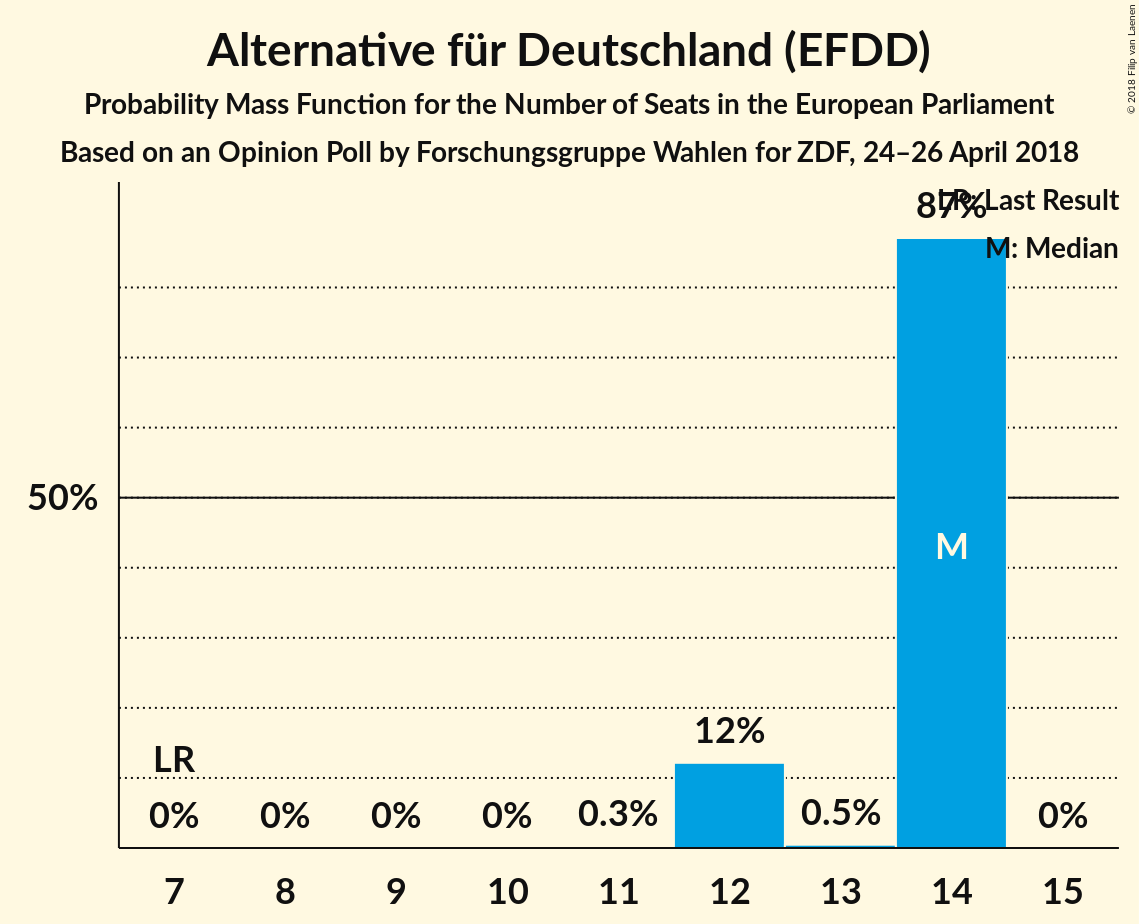 Alternative für Deutschland (EFDD)
Probability Mass Function for the Number of Seats in the European Parliament
Based on an Opinion Poll by Forschungsgruppe Wahlen for ZDF, 24–26 April 2018
© 2018 Filip van Laenen
LR: Last Result
M: Median
87%
50%
M
12%
LR
0% 0% 0% 0% 0.3% 0.5% 0%
7 8 9 10 11 12 13 14 15